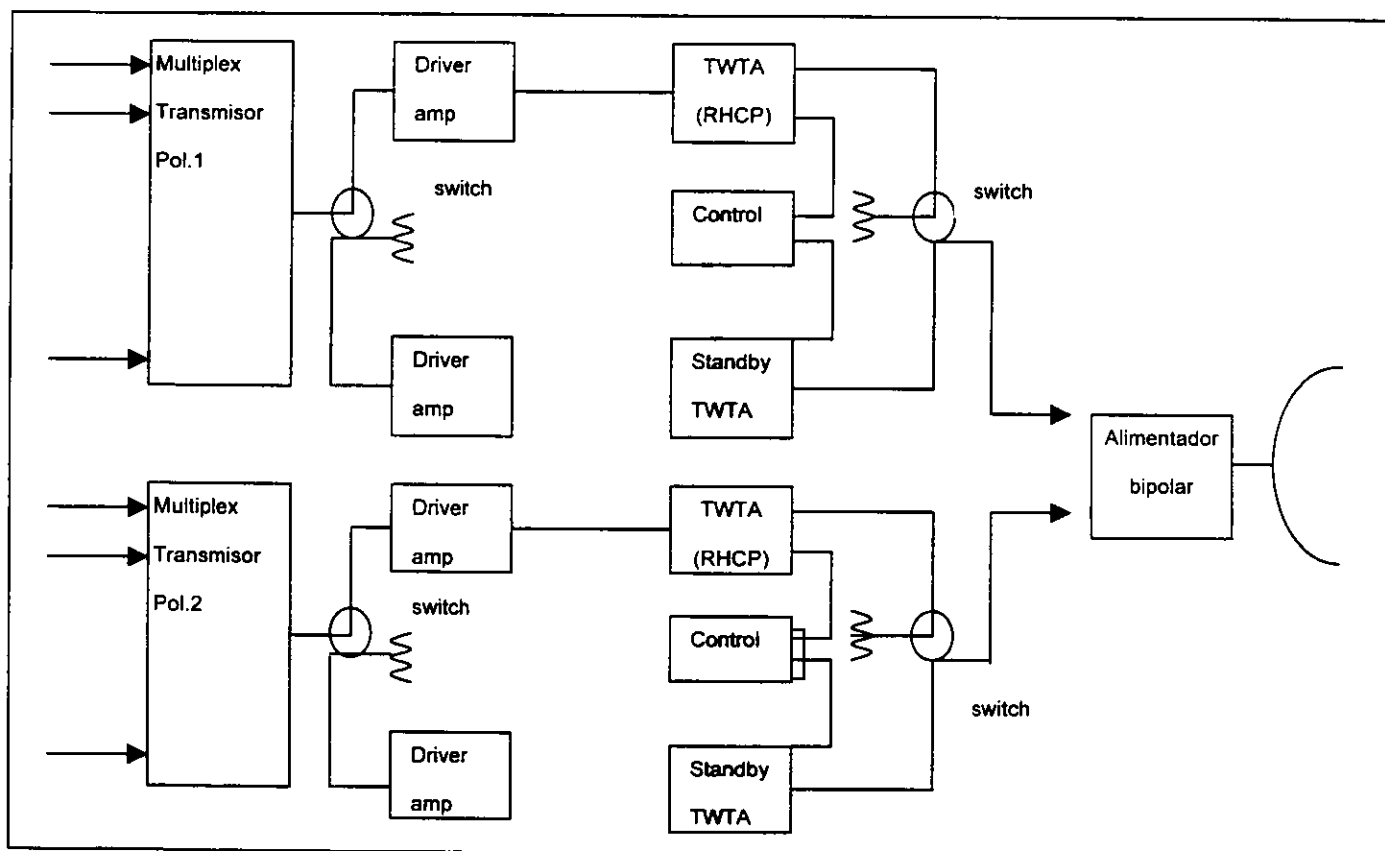 Multiplex
Transmisor
Pol.1
Driver
amp
TWTA
(RHCP)
switch
Control
switch
Driver
amp
Standby
TWTA
Alimentador
bipolar
Multiplex
Transmisor
Pol.2
Driver
amp
TWTA
(RHCP)
switch
Control
switch
Driver
amp
Standby
TWTA